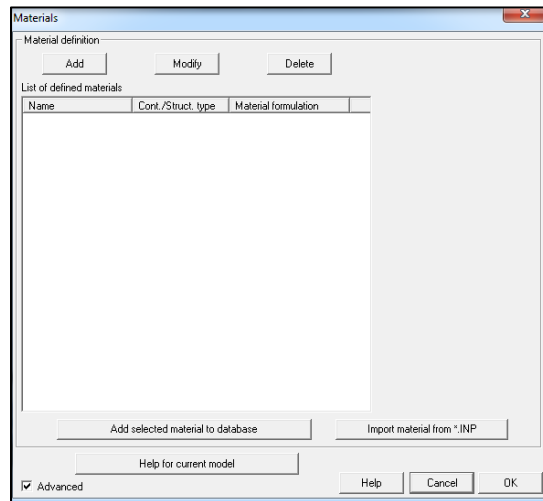 Materials
Material definition
Add Modify Delete
List of defined materials
Name Cont./Struct. type Material formulation
Add selected material to database Import material from *.INP
Help for current model
Advanced Help Cancel OK